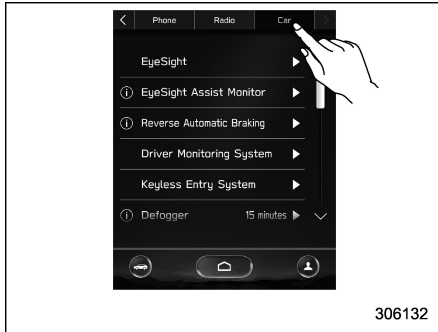 Phone Radio Car
EyeSight
EyeSight Assist Monitor
Reverse Automatic Braking
Driver Monitoring System
Keyless Entry System
Defogger 15 minutes
306132